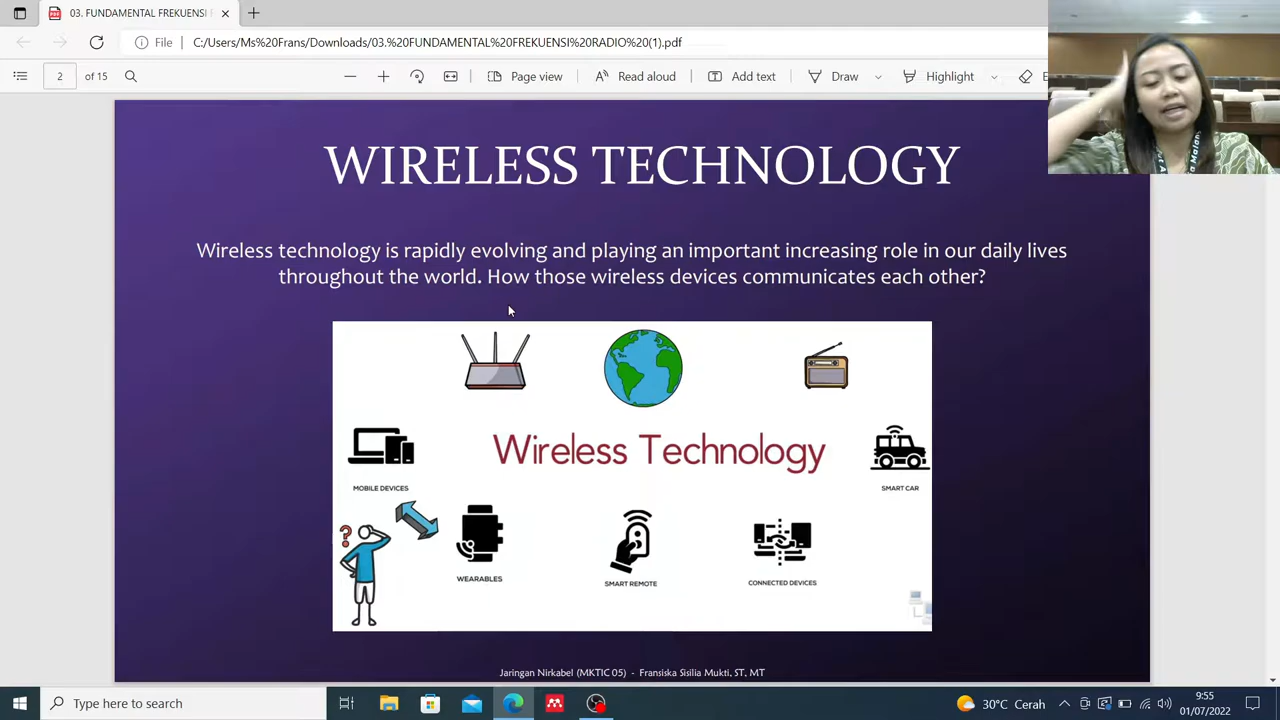 03. FUNDAMENTAL FREKUENSI
File
C:/Users/Ms%20Frans/Downloads/03.%20FUNDAMENTAL%20FREKUENSI%20RADIO%20(1).pdf
2 of 15
Page view
Read aloud
Add text
Draw
Highlight
WIRELESS TECHNOLOGY
Wireless technology is rapidly evolving and playing an important increasing role in our daily lives
throughout the world. How those wireless devices communicates each other?
Wireless Technology
MOBILE DEVICES
SMART CAR
?
WEARABLES
SMART REMOTE
CONNECTED DEVICES
Jaringan Nirkabel (MKTIC 05) - Fransiska Sisilia Mukti, ST, MT
Type here to search
30°C Cerah
9:55
01/07/2022